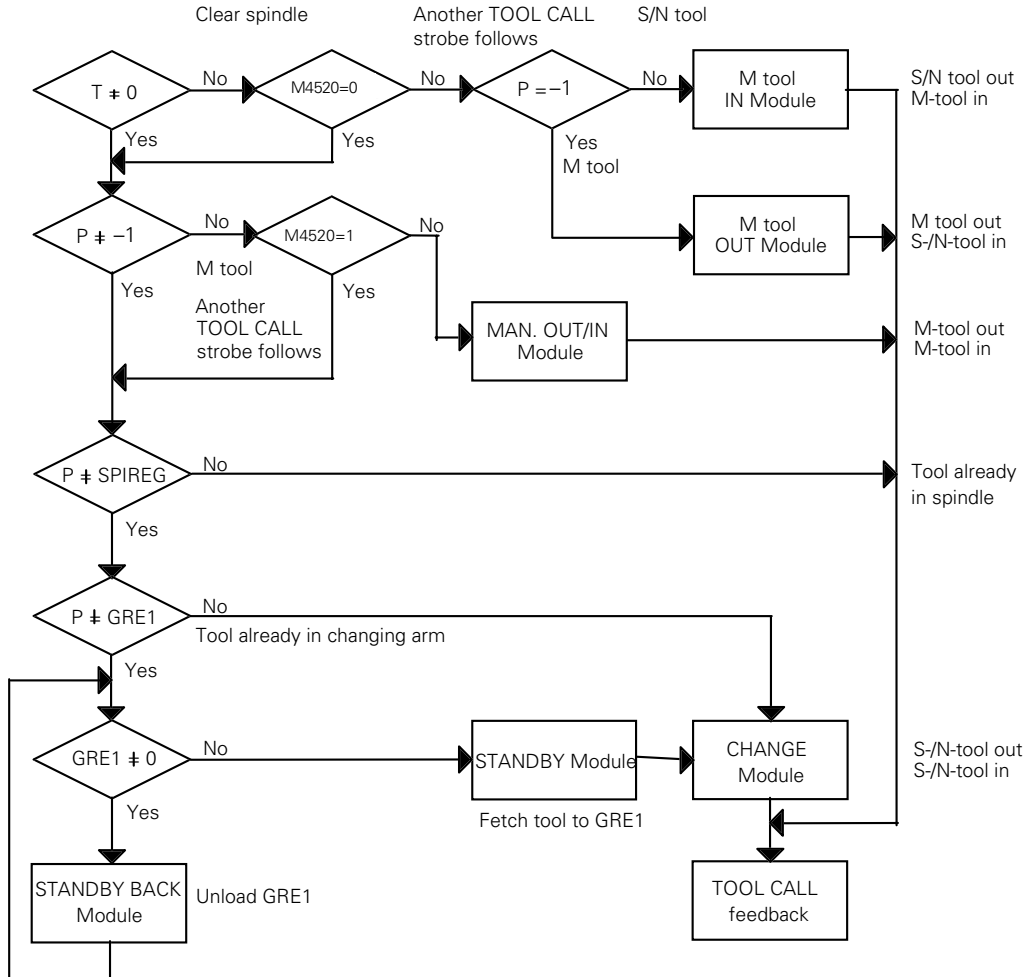 Clear spindle
Another TOOL CALL
strobe follows
S/N tool
T ǂ 0
No
M4520=0
No
P = –1
No
M tool
IN Module
S/N tool out
M-tool in
Yes
Yes
Yes
M tool
P ǂ –1
No
M4520=1
No
M tool
OUT Module
M tool out
S-/N-tool in
M tool
Yes
Yes
Another
TOOL CALL
strobe follows
MAN. OUT/IN
Module
M-tool out
M-tool in
P ǂ SPIREG
No
Tool already
in spindle
Yes
P ǂ GRE1
No
Tool already in changing arm
Yes
GRE1 ǂ 0
No
STANDBY Module
CHANGE
Module
S-/N-tool out
S-/N-tool in
Yes
Fetch tool to GRE1
STANDBY BACK
Module
Unload GRE1
TOOL CALL
feedback